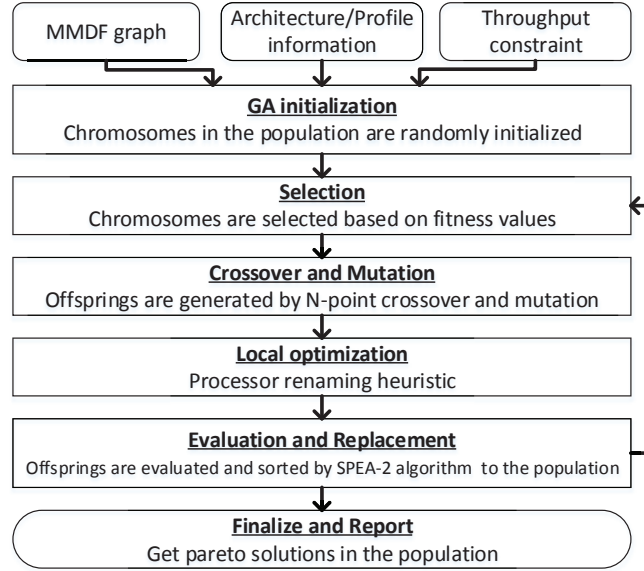 MMDF graph
Architecture/Profile
information
Throughput
constraint
GA initialization
Chromosomes in the population are randomly initialized
Selection
Chromosomes are selected based on fitness values
Crossover and Mutation
Offsprings are generated by N-point crossover and mutation
Local optimization
Processor renaming heuristic
Evaluation and Replacement
Offsprings are evaluated and sorted by SPEA-2 algorithm to the population
Finalize and Report
Get pareto solutions in the population